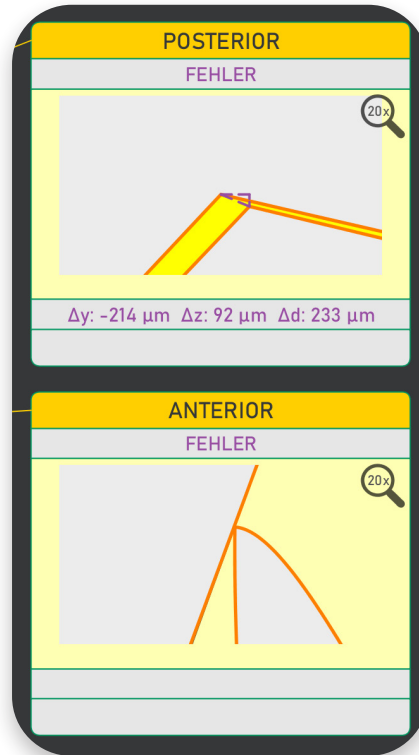 POSTERIOR
FEHLER
20x
Δy: -214 µm Δz: 92 µm Δd: 233 µm
ANTERIOR
FEHLER
20x